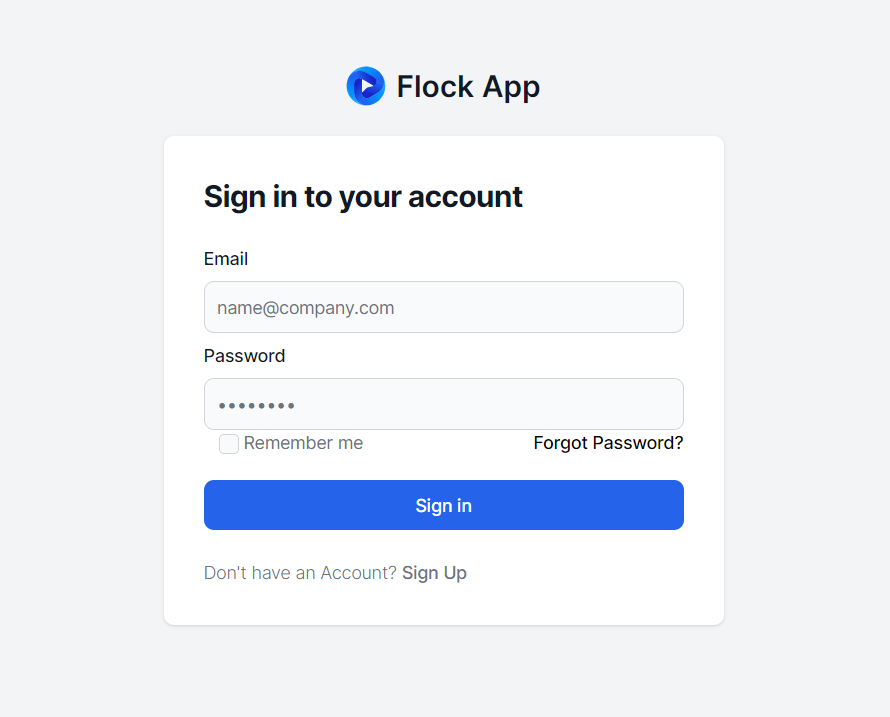 Flock App
Sign in to your account
Email
name@company.com
Password
••••••••
Remember me Forgot Password?
Sign in
Don't have an Account? Sign Up